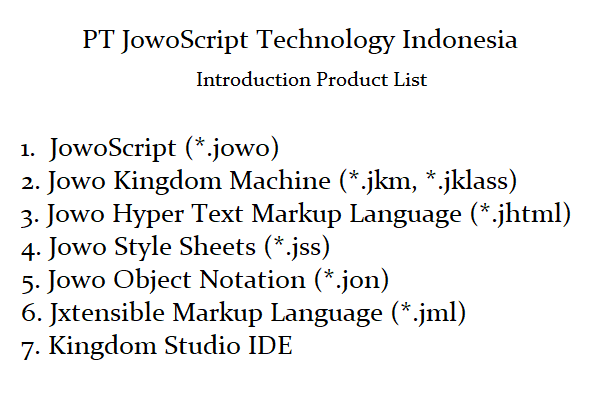 PT JowoScript Technology Indonesia
Introduction Product List
1. JowoScript (*.jowo)
2. Jowo Kingdom Machine (*.jkm, *.jklass)
3. Jowo Hyper Text Markup Language (*.jhtml)
4. Jowo Style Sheets (*.jss)
5. Jowo Object Notation (*.jon)
6. Jxtensible Markup Language (*.jml)
7. Kingdom Studio IDE